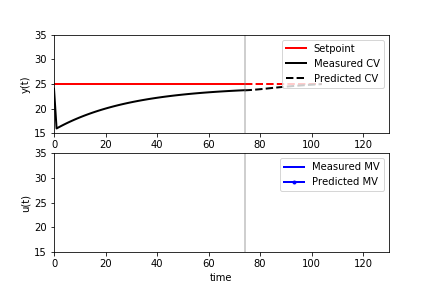 35
30
25
20
15
y(t)
Setpoint
Measured CV
Predicted CV
0 20 40 60 80 100 120
35
30
25
20
15
u(t)
Measured MV
Predicted MV
0 20 40 60 80 100 120
time